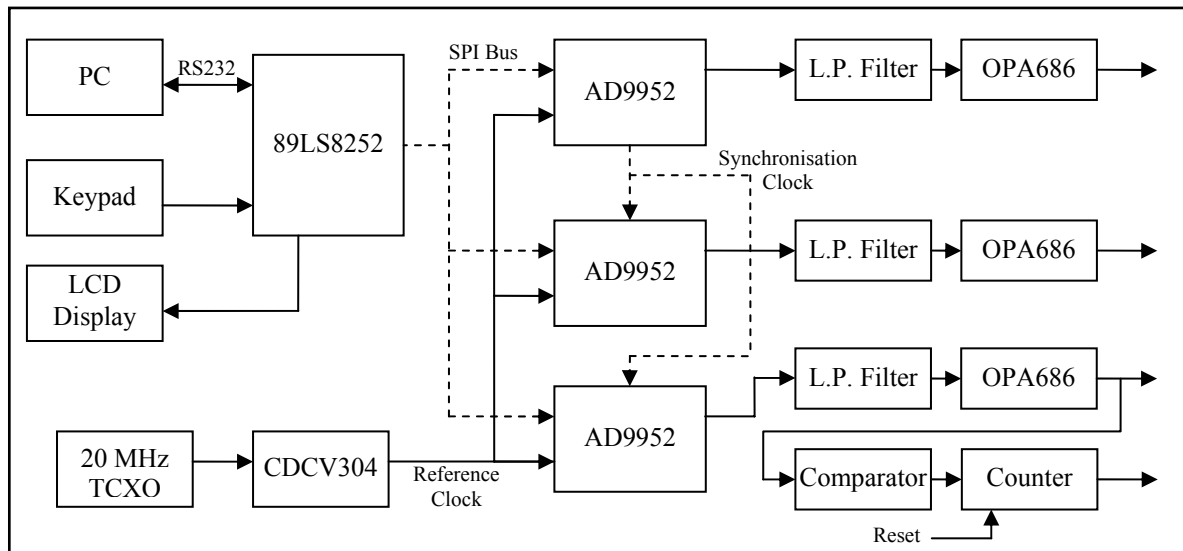 PC
RS232
89LS8252
Keypad
LCD
Display
20 MHz
TCXO
CDCV304
Reference
Clock
SPI Bus
AD9952
Synchronisation
Clock
AD9952
AD9952
L.P. Filter
OPA686
L.P. Filter
OPA686
L.P. Filter
OPA686
Comparator
Counter
Reset